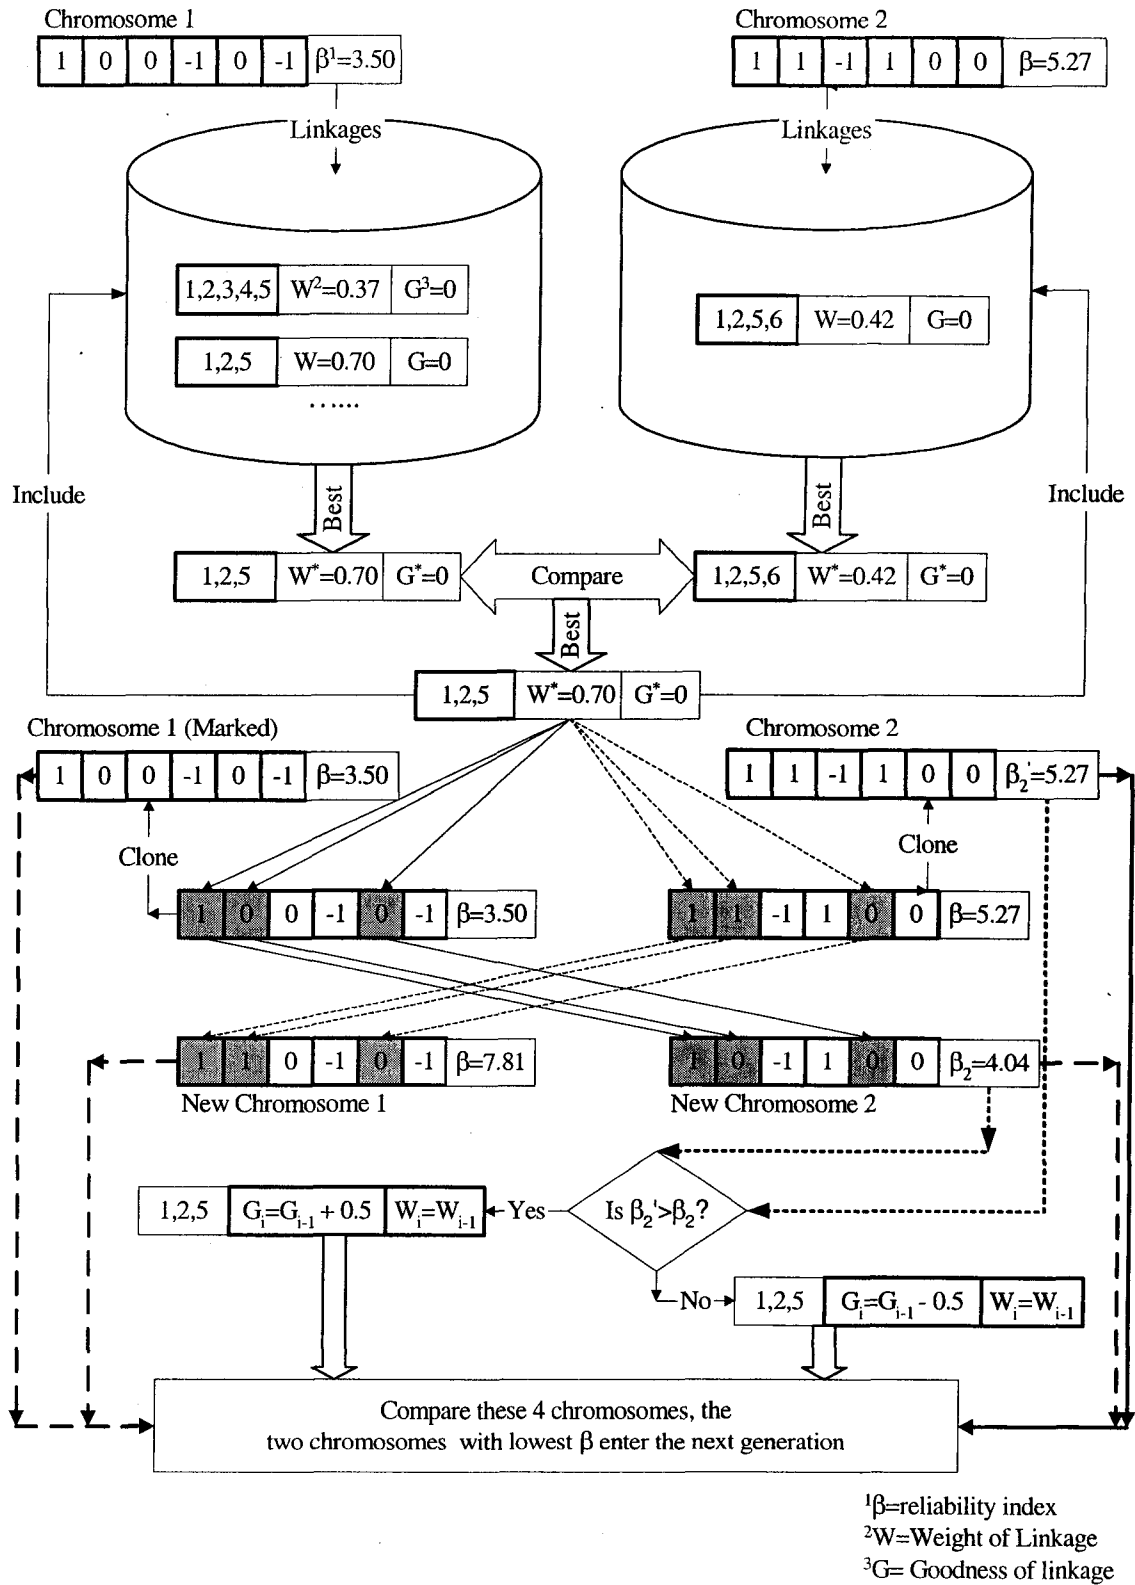 Chromosome 1
1 0 0 -1 0 -1 β¹=3.50
Chromosome 2
1 1 -1 1 0 0 β=5.27
Linkages
Linkages
1,2,3,4,5 W²=0.37 G³=0
1,2,5 W=0.70 G=0
.......
1,2,5,6 W=0.42 G=0
Include
Best
Best
Include
1,2,5 W*=0.70 G*=0
Compare
1,2,5,6 W*=0.42 G*=0
Best
1,2,5 W*=0.70 G*=0
Chromosome 1 (Marked)
1 0 0 -1 0 -1 β=3.50
Chromosome 2
1 1 -1 1 0 0 β₂'=5.27
Clone
Clone
1 0 0 -1 0 -1 β=3.50
1 1 -1 1 0 0 β=5.27
1 1 0 -1 0 -1 β=7.81
New Chromosome 1
1 0 -1 1 0 0 β₂=4.04
New Chromosome 2
Is β₂'>β₂?
Yes
1,2,5 Gᵢ=Gᵢ₋₁ + 0.5 Wᵢ=Wᵢ₋₁
No
1,2,5 Gᵢ=Gᵢ₋₁ - 0.5 Wᵢ=Wᵢ₋₁
Compare these 4 chromosomes, the
two chromosomes with lowest β enter the next generation
¹β=reliability index
²W=Weight of Linkage
³G= Goodness of linkage